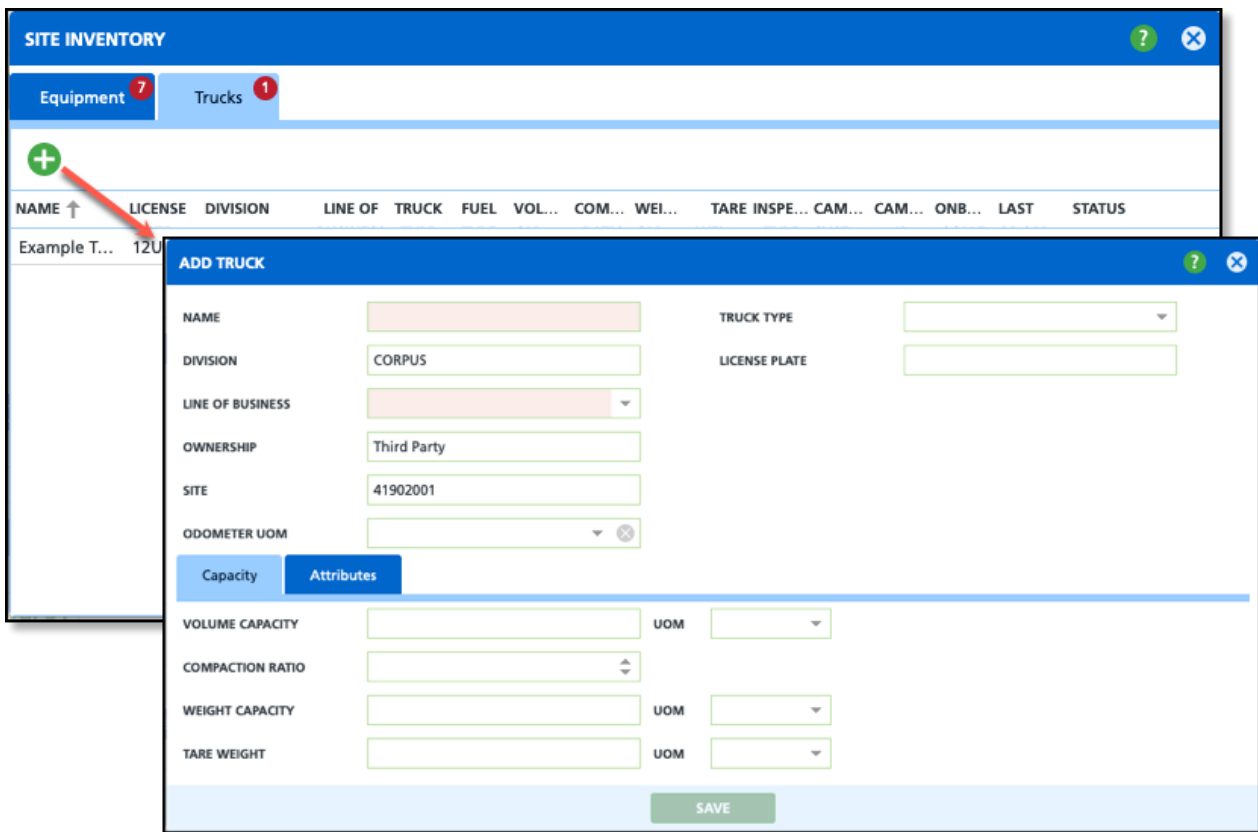 SITE INVENTORY ?
Equipment 7 Trucks 1
NAME LICENSE DIVISION LINE OF TRUCK FUEL VOL... COM... WEI... TARE INSPE... CAM... CAM... ONB... LAST STATUS
Example T... 12U
ADD TRUCK ?
NAME TRUCK TYPE
DIVISION CORPUS LICENSE PLATE
LINE OF BUSINESS
OWNERSHIP Third Party
SITE 41902001
ODOMETER UOM
Capacity Attributes
VOLUME CAPACITY UOM
COMPACTION RATIO
WEIGHT CAPACITY UOM
TARE WEIGHT UOM
SAVE